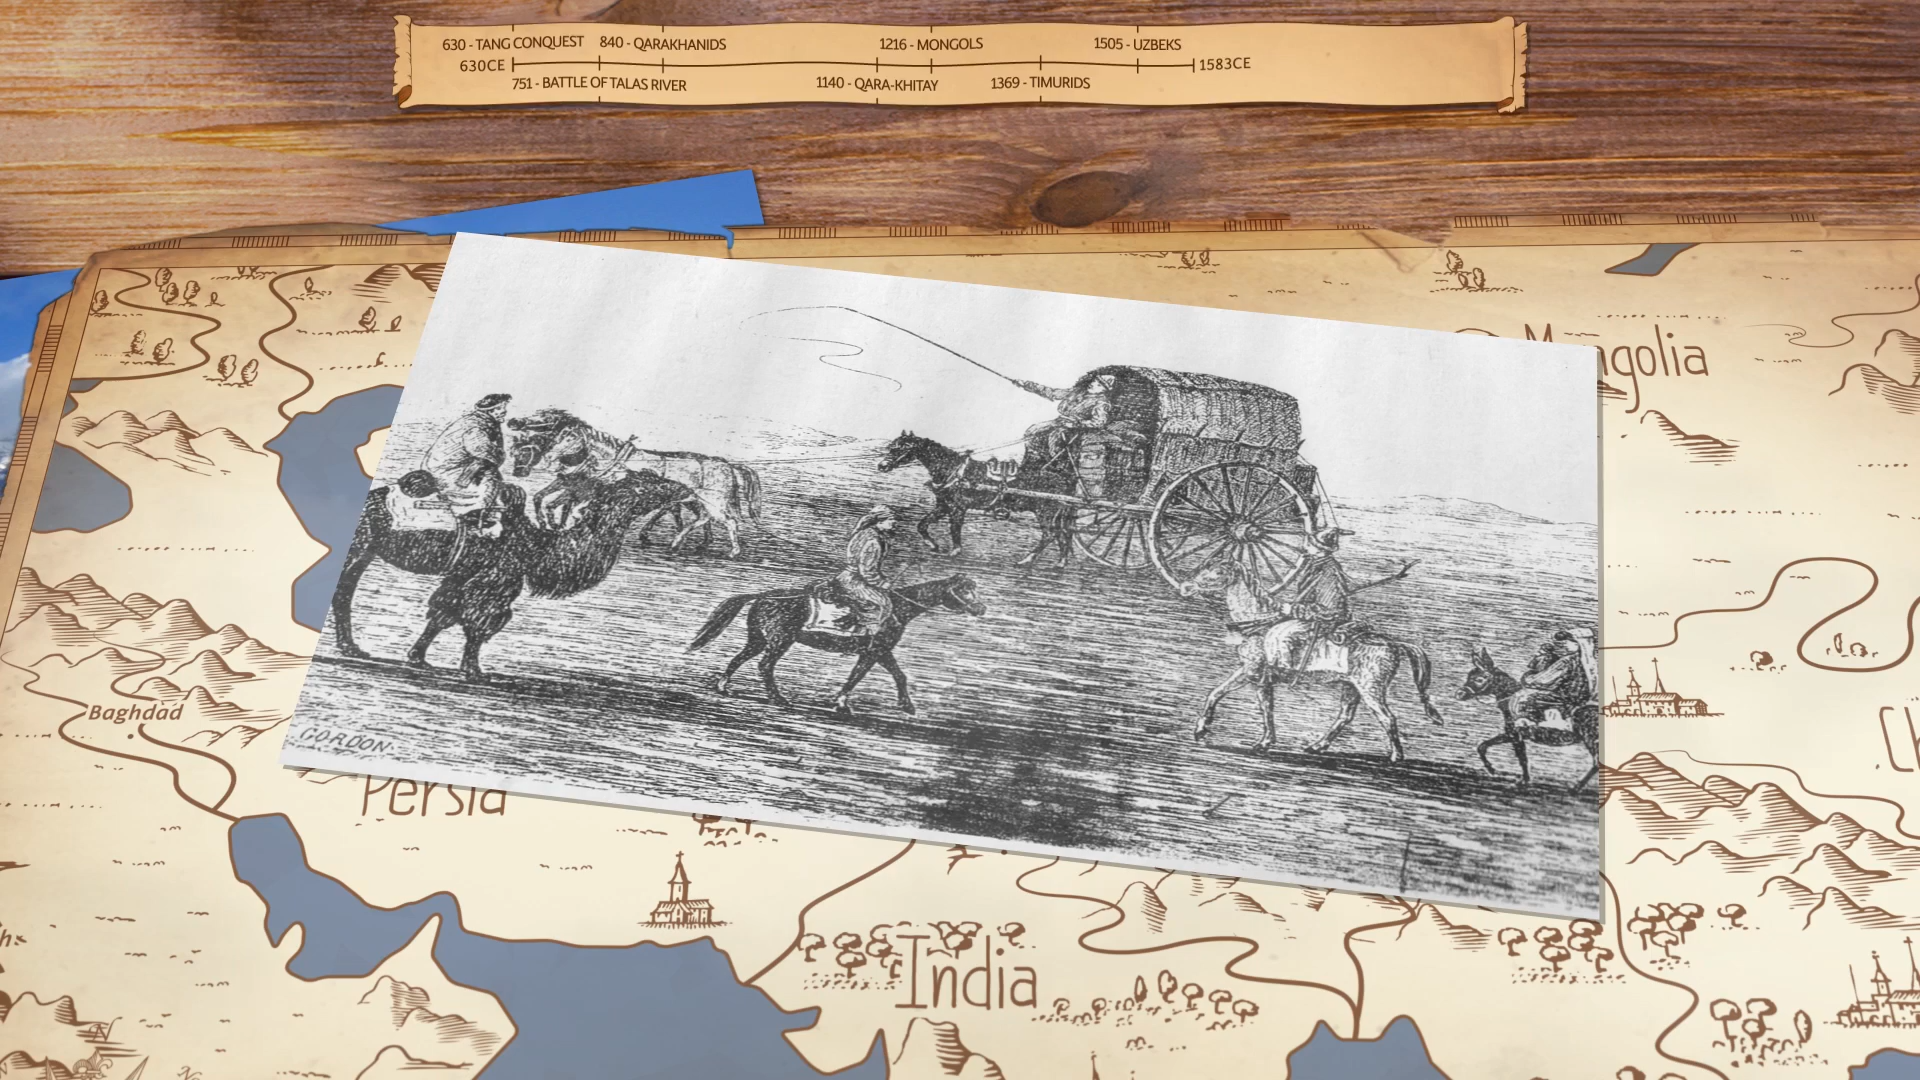 630 - TANG CONQUEST
840 - QARAKHANIDS
1216 - MONGOLS
1505 - UZBEKS
630CE
1583CE
751 - BATTLE OF TALAS RIVER
1140 - QARA-KHITAY
1369 - TIMURIDS
Baghdad
Persia
GORDON
India